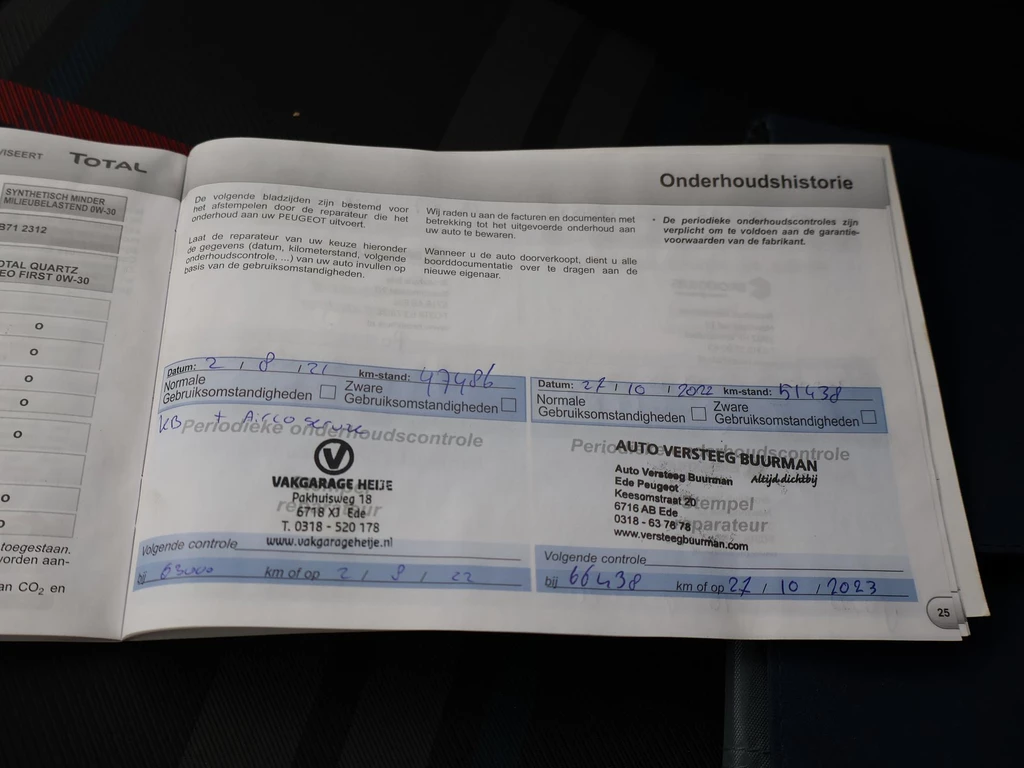 VISEERT TOTAL
SYNTHETISCH MINDER
MILIEUBELASTEND 0W-30
B71 2312
OTAL QUARTZ
EO FIRST 0W-30
O
O
O
O
O
O
O
toegestaan.
orden aan-
an CO2 en
Onderhoudshistorie
De volgende bladzijden zijn bestemd voor
het afstempelen door de reparateur die het
onderhoud aan uw PEUGEOT uitvoert.
Laat de reparateur van uw keuze hieronder
de gegevens (datum, kilometerstand, volgende
onderhoudscontrole, ...) van uw auto invullen op
basis van de gebruiksomstandigheden.
Wij raden u aan de facturen en documenten met
betrekking tot het uitgevoerde onderhoud aan
uw auto te bewaren.
Wanneer u de auto doorverkoopt, dient u alle
boorddocumentatie over te dragen aan de
nieuwe eigenaar.
• De periodieke onderhoudscontroles zijn
verplicht om te voldoen aan de garantie-
voorwaarden van de fabrikant.
Datum: 2 / 8 / 21 km-stand: 47486
Normale
Gebruiksomstandigheden
Zware
Gebruiksomstandigheden
KB + Airco
Periodieke onderhoudscontrole
VAKGARAGE HEIJE
Pakhuisweg 18
6718 XJ Ede
T. 0318 - 520 178
www.vakgarageheije.nl
Volgende controle
bij 63000 km of op 2 / 8 / 22
Datum: 27 / 10 / 2022 km-stand: 51438
Normale
Gebruiksomstandigheden
Zware
Gebruiksomstandigheden
Periodieke onderhoudscontrole
AUTO VERSTEEG BUURMAN
Altijd dichtbij
Auto Versteeg Buurman
Ede Peugeot
Keesomstraat 20
6716 AB Ede
0318 - 63 78 78
www.versteegbuurman.com
stempel
reparateur
Volgende controle
bij 66438 km of op 27 / 10 / 2023
25